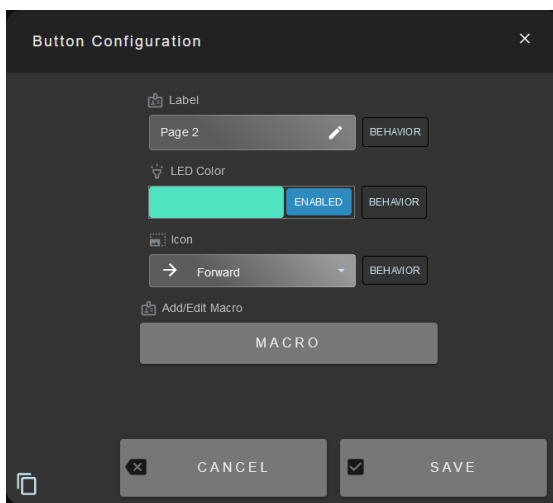 Button Configuration
Label
Page 2
BEHAVIOR
LED Color
ENABLED
BEHAVIOR
Icon
Forward
BEHAVIOR
Add/Edit Macro
MACRO
CANCEL
SAVE